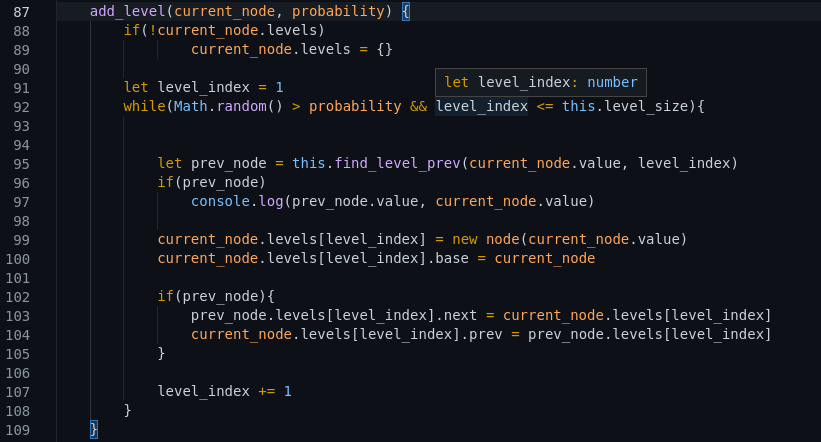 87 add_level(current_node, probability) {
88 if(!current_node.levels)
89 current_node.levels = {}
90
let level_index: number
91 let level_index = 1
92 while(Math.random() > probability && level_index <= this.level_size){
93
94
95 let prev_node = this.find_level_prev(current_node.value, level_index)
96 if(prev_node)
97 console.log(prev_node.value, current_node.value)
98
99 current_node.levels[level_index] = new node(current_node.value)
100 current_node.levels[level_index].base = current_node
101
102 if(prev_node){
103 prev_node.levels[level_index].next = current_node.levels[level_index]
104 current_node.levels[level_index].prev = prev_node.levels[level_index]
105 }
106
107 level_index += 1
108 }
109 }